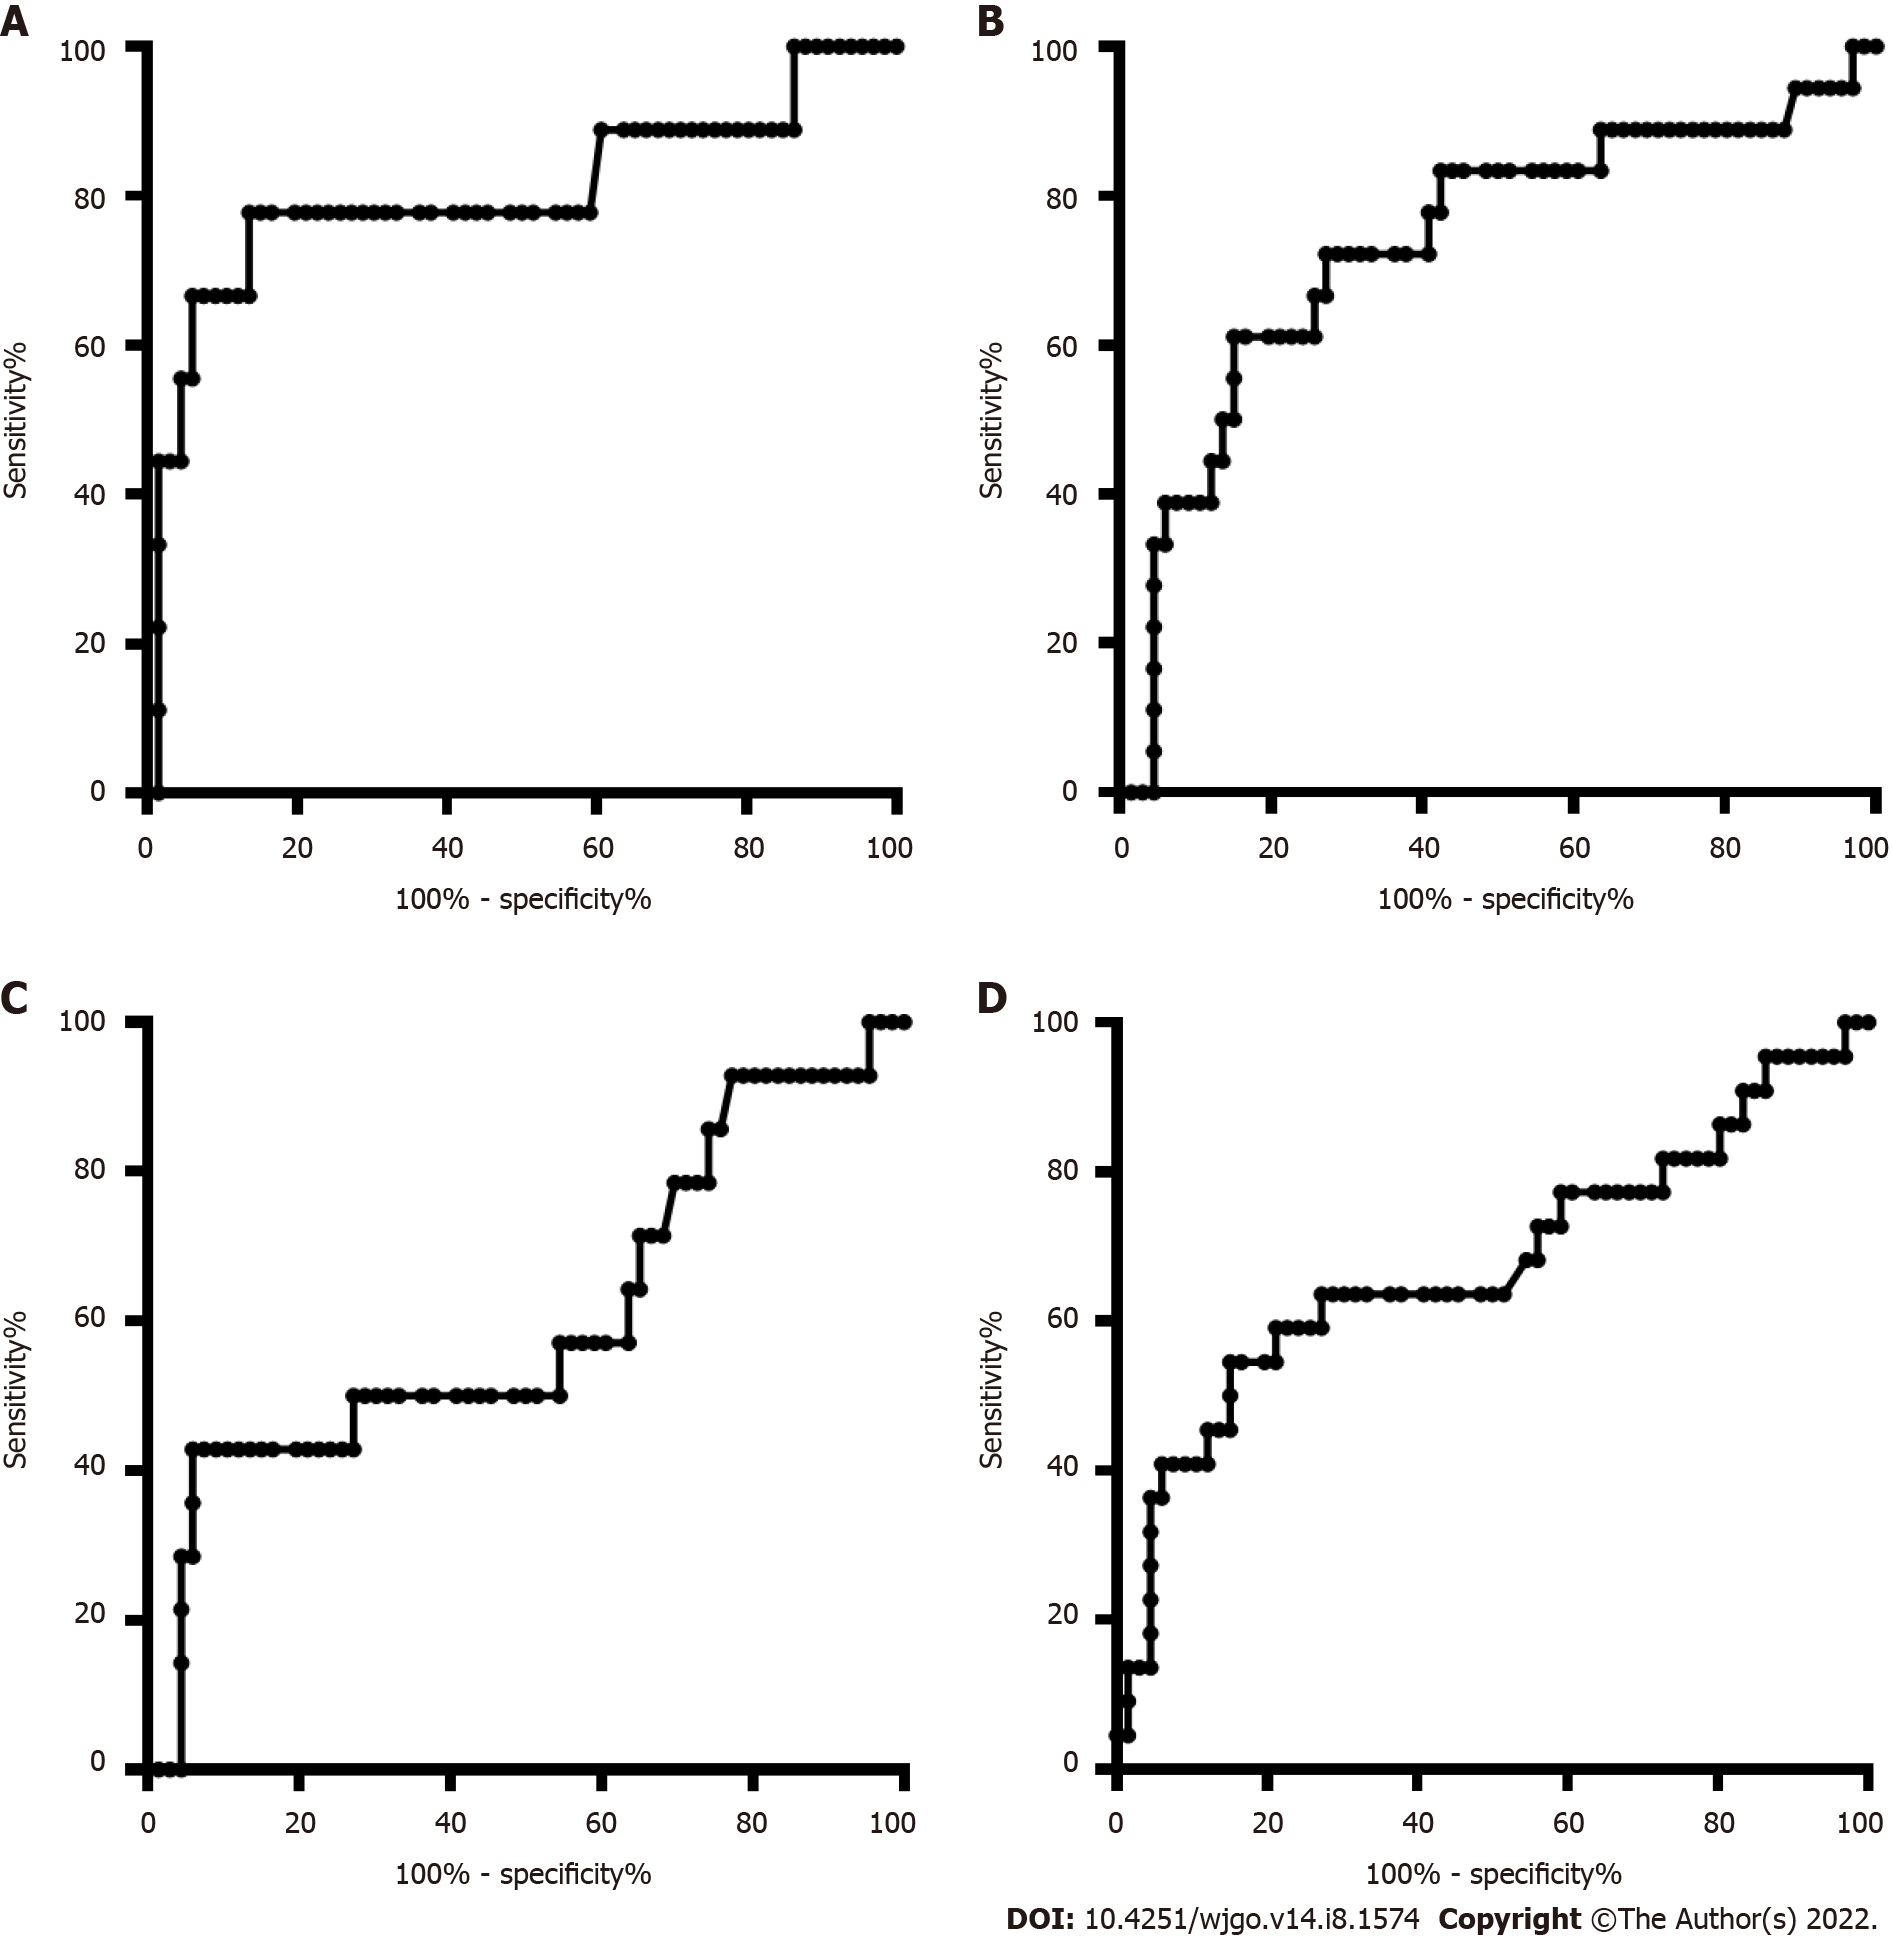 A
100
80
60
40
20
0
Sensitivity%
0 20 40 60 80 100
100% - specificity%
B
100
80
60
40
20
0
Sensitivity%
0 20 40 60 80 100
100% - specificity%
C
100
80
60
40
20
0
Sensitivity%
0 20 40 60 80 100
100% - specificity%
D
100
80
60
40
20
0
Sensitivity%
0 20 40 60 80 100
100% - specificity%
DOI: 10.4251/wjgo.v14.i8.1574 Copyright ©The Author(s) 2022.